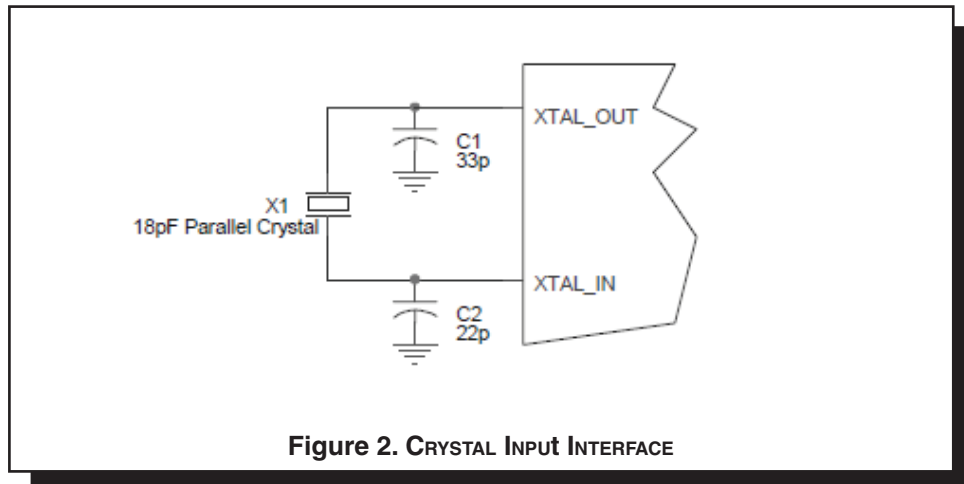 XTAL_OUT
C1
33p
X1
18pF Parallel Crystal
XTAL_IN
C2
22p
Figure 2. CRYSTAL INPUt INTERFACE